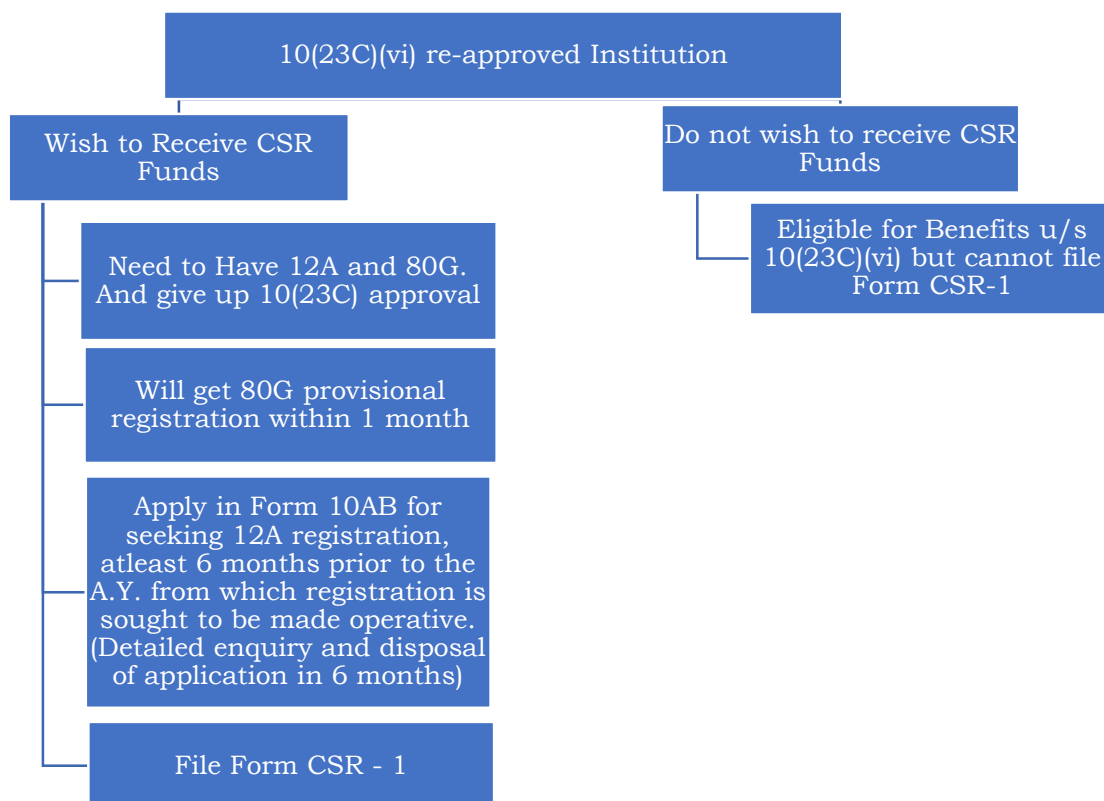 10(23C)(vi) re-approved Institution
Wish to Receive CSR
Funds
Need to Have 12A and 80G.
And give up 10(23C) approval
Will get 80G provisional
registration within 1 month
Apply in Form 10AB for
seeking 12A registration,
atleast 6 months prior to the
A.Y. from which registration is
sought to be made operative.
(Detailed enquiry and disposal
of application in 6 months)
File Form CSR - 1
Do not wish to receive CSR
Funds
Eligible for Benefits u/s
10(23C)(vi) but cannot file
Form CSR-1